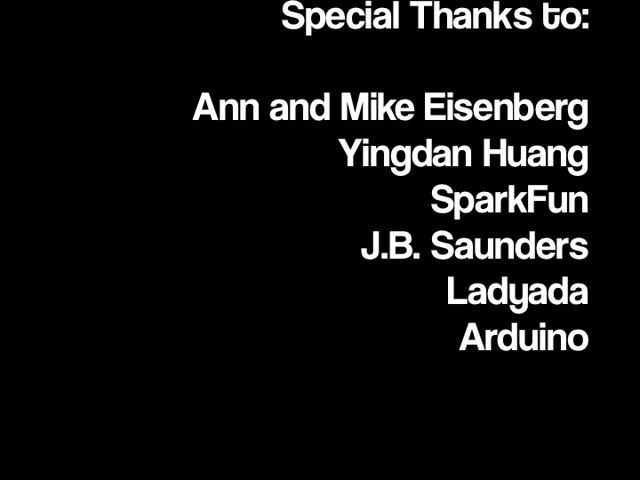 Special Thanks to:
Ann and Mike Eisenberg
Yingdan Huang
SparkFun
J.B. Saunders
Ladyada
Arduino